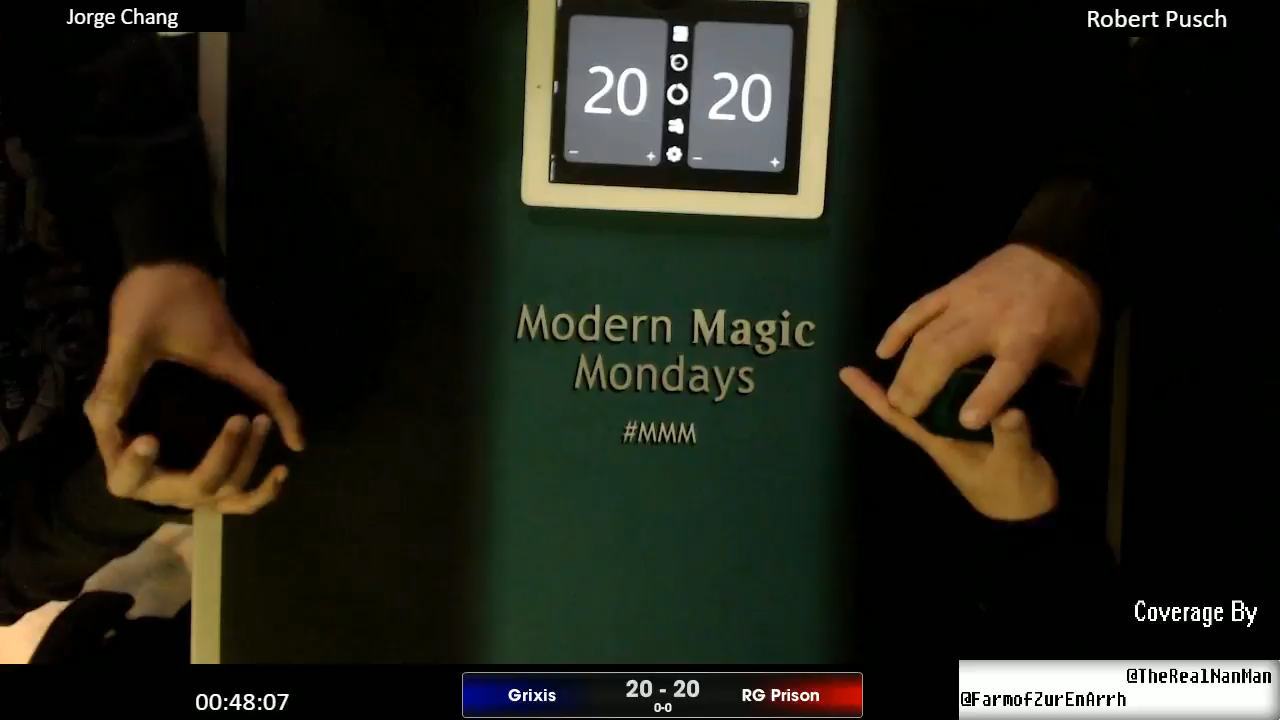 Jorge Chang
Robert Pusch
20
20
- +
- +
Modern Magic
Mondays
#MMM
Coverage By
@TheRealNanMan
@FarmofZurEnArrh
00:48:07
Grixis
20 - 20
0-0
RG Prison